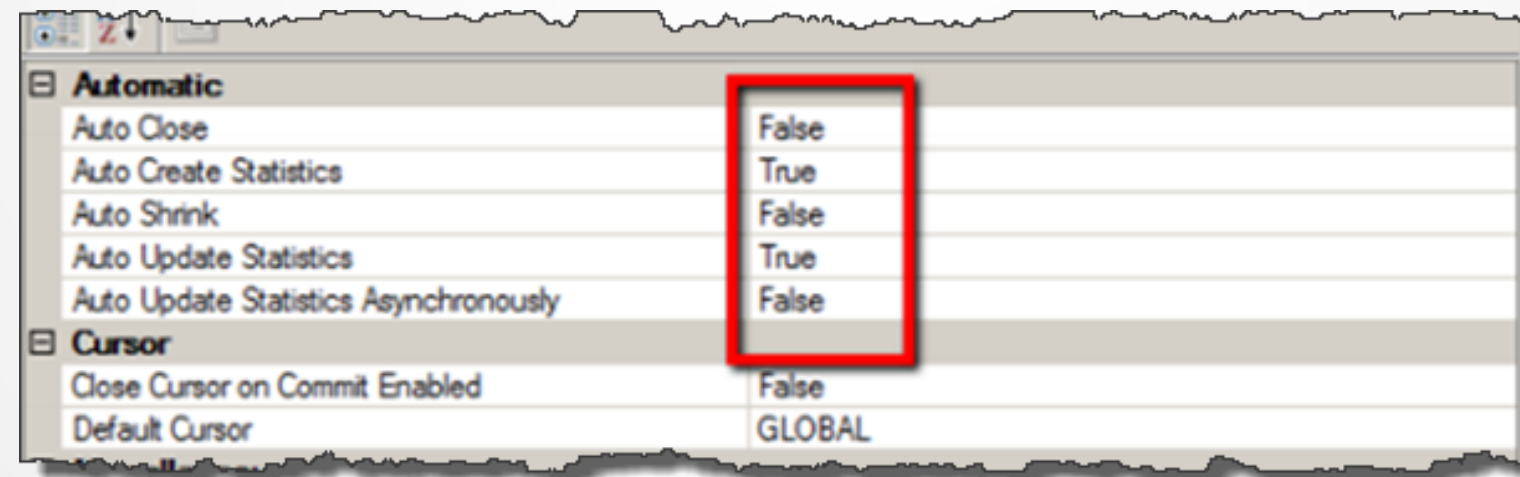 Automatic
Auto Close False
Auto Create Statistics True
Auto Shrink False
Auto Update Statistics True
Auto Update Statistics Asynchronously False
Cursor
Close Cursor on Commit Enabled False
Default Cursor GLOBAL